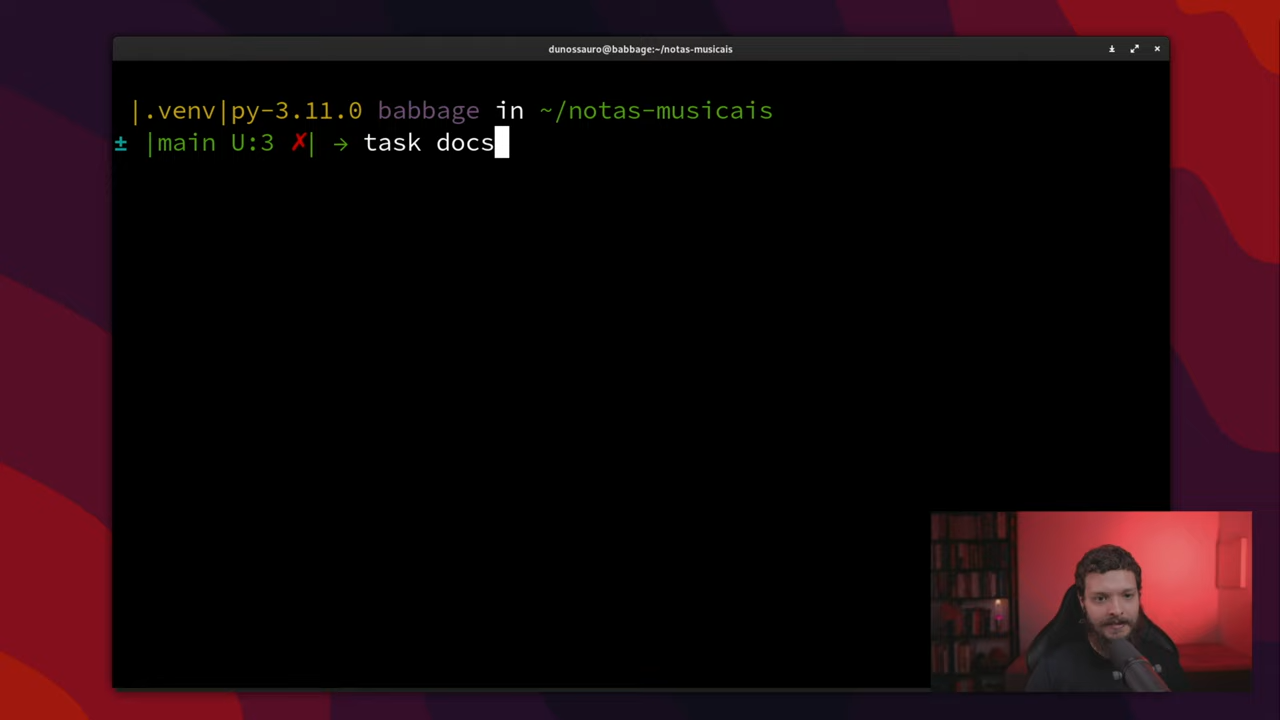 dunossauro@babbage:~/notas-musicais
|.venv|py-3.11.0 babbage in ~/notas-musicais
± |main U:3 ✗| → task docs